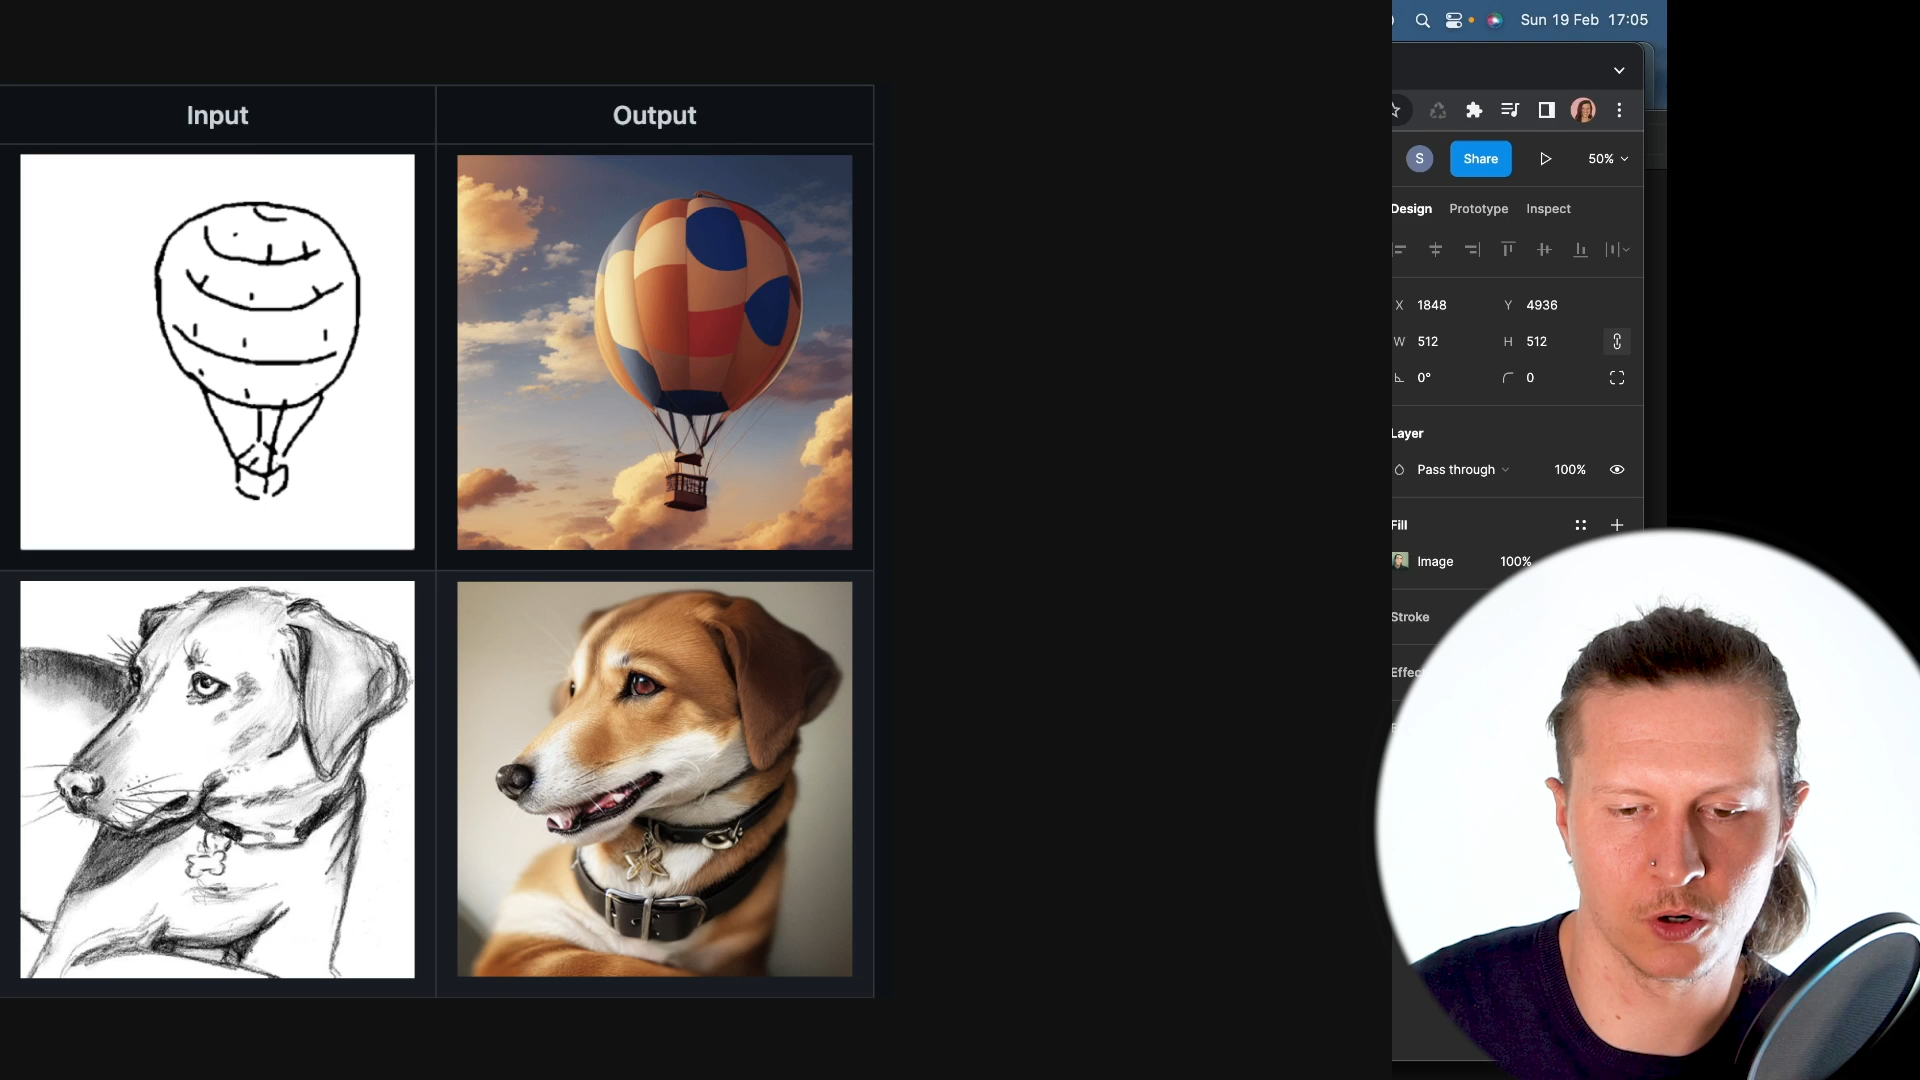 Input
Output
Sun 19 Feb 17:05
S
Share
50%
Design Prototype Inspect
X 1848
Y 4936
W 512
H 512
0°
0
Layer
Pass through
100%
Fill
Image
100%
Stroke